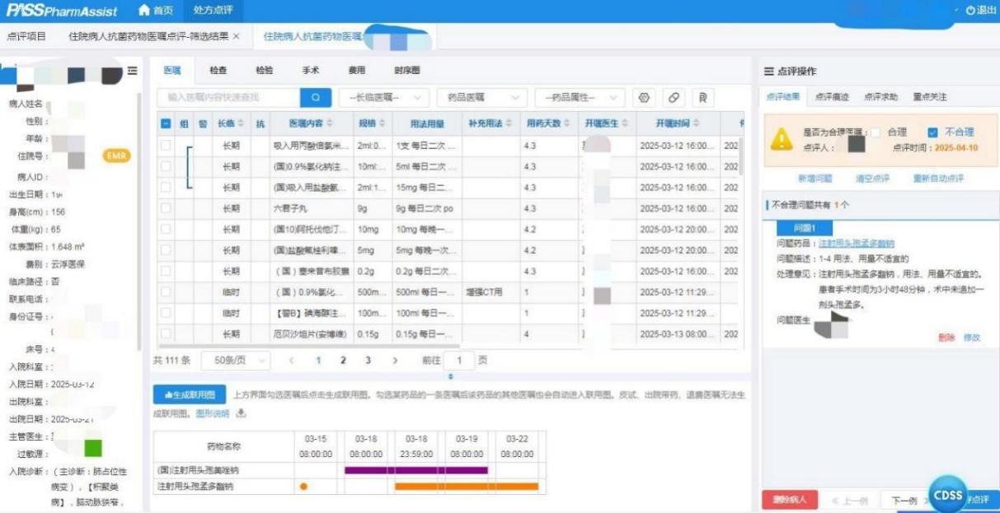 PASS PharmAssist 首页 处方点评 退出
点评项目 住院病人抗菌药物医嘱点评-筛选结果 × 住院病人抗菌药物医嘱
病人姓名
性别：
年龄：
住院号： EMR
病人ID：
出生日期：
身高(cm)：156
体重(kg)：65
体表面积：1.648 m²
费别：云浮医保
临床路径：否
联系电话：
身份证号：
床号：
入院科室：
入院日期：2025-03-12
出院科室：
出院日期：
主管医生：
过敏源：
入院诊断：（主诊断：肺占位性
病变），【积聚类
病】，脑动脉狭窄，
医嘱 检查 检验 手术 费用 时序图
输入医嘱内容快速查找 --长临医嘱-- 药品医嘱 --药品属性--
组 警 长临 抗 医嘱内容 规格 用法用量 补充用法 用药天数 开嘱医生 开嘱时间
长期 吸入用丙酸倍氯米... 2ml:0... 1支 每日二次 ... 4.3 2025-03-12 16:00... 202
长期 (国)0.9%氯化钠注... 10ml:... 5ml 每日二次... 4.3 2025-03-12 16:00... 202
长期 (国)吸入用盐酸氨... 2ml:1... 15mg 每日二... 4.3 2025-03-12 16:00... 202
长期 六君子丸 9g 9g 每日二次 po 4.3 2025-03-12 16:00... 202
长期 (国10)阿托伐他汀... 10mg 10mg 每晚一... 4.2 2025-03-12 20:00... 202
长期 (国)盐酸氟桂利嗪... 5mg 5mg 每晚一次... 4.2 2025-03-12 20:00... 202
长期 （国）塞来昔布胶囊 0.2g 0.2g 每日二次... 4.3 2025-03-12 16:00... 202
临时 （国）0.9%氯化... 500m... 500ml 每日一... 增强CT用 1 2025-03-12 11:29...
临时 【警B】碘海醇注... 100m... 100ml 每日一... 1 2025-03-12 11:29...
长期 厄贝沙坦片(安博维) 0.15g 0.15g 每日一... 4 2025-03-13 08:00... 202
共 111 条 50条/页 < 1 2 3 > 前往 1 页
生成联用图 上方界面勾选医嘱后点击生成联用图。勾选某药品的一条医嘱后该药品的其他医嘱也会自动进入联用图。皮试、出院带药、退费医嘱无法生
成联用图。图形说明
药物名称 03-15 08:00:00 03-18 08:00:00 03-18 23:59:00 03-19 08:00:00 03-22 08:00:00
(国)注射用头孢美唑钠
注射用头孢孟多酯钠
点评操作
点评结果 点评痕迹 点评求助 重点关注
是否为合理医嘱： 合理 不合理
点评人： 点评时间：2025-04-10
新增问题 清空点评 重新自动点评
不合理问题共有 1个
问题1
问题药品：注射用头孢孟多酯钠
问题描述：1-4 用法、用量不适宜的
处理意见：注射用头孢孟多酯钠，用法、用量不适宜的。
患者手术时间为3小时48分钟，术中未追加一
剂头孢孟多。
问题医生
删除 修改
删除病人 上一例 下一例 CDSS 点评